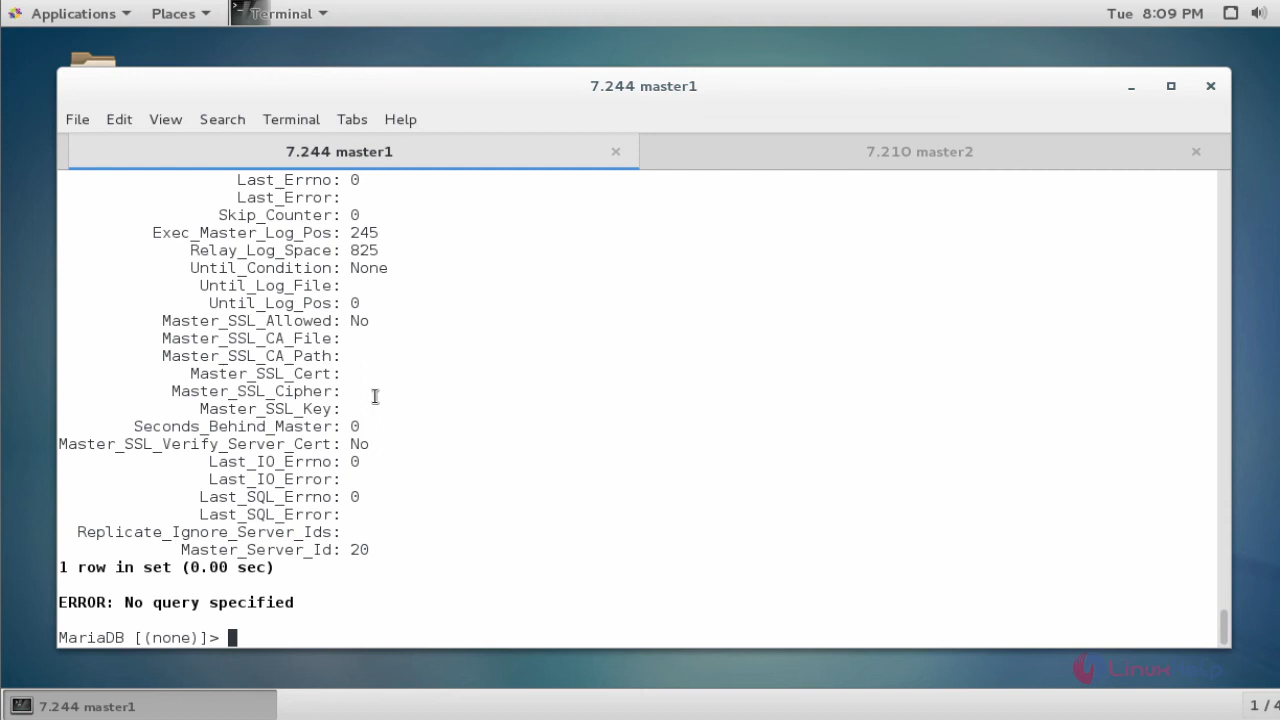 Applications Places Terminal Tue 8:09 PM
7.244 master1
File Edit View Search Terminal Tabs Help
7.244 master1 7.210 master2
Last_Errno: 0
Last_Error:
Skip_Counter: 0
Exec_Master_Log_Pos: 245
Relay_Log_Space: 825
Until_Condition: None
Until_Log_File:
Until_Log_Pos: 0
Master_SSL_Allowed: No
Master_SSL_CA_File:
Master_SSL_CA_Path:
Master_SSL_Cert:
Master_SSL_Cipher:
Master_SSL_Key:
Seconds_Behind_Master: 0
Master_SSL_Verify_Server_Cert: No
Last_IO_Errno: 0
Last_IO_Error:
Last_SQL_Errno: 0
Last_SQL_Error:
Replicate_Ignore_Server_Ids:
Master_Server_Id: 20
1 row in set (0.00 sec)
ERROR: No query specified
MariaDB [(none)]>
LinuxHelp
7.244 master1 1 / 4